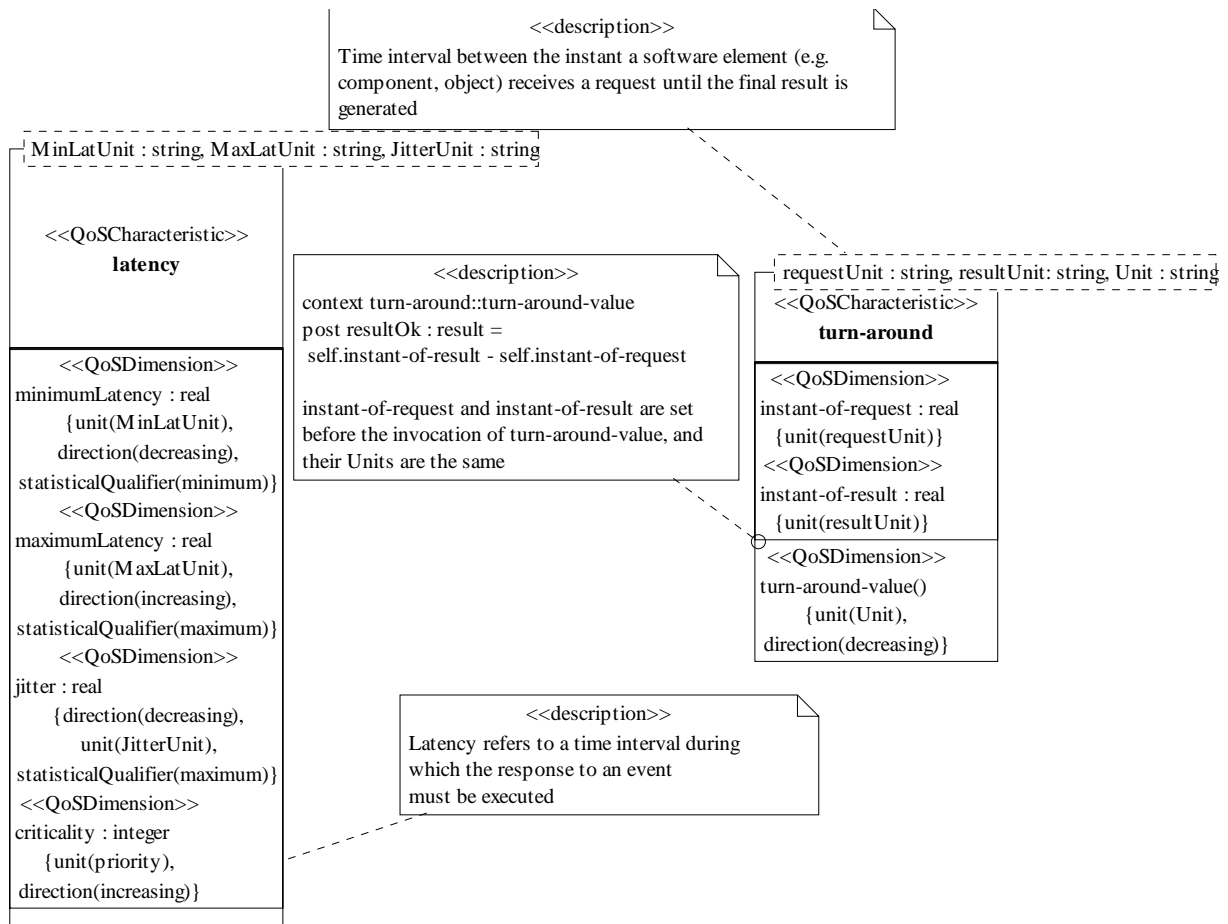 <<description>>
Time interval between the instant a software element (e.g.
component, object) receives a request until the final result is
generated
MinLatUnit : string, MaxLatUnit : string, JitterUnit : string
<<QoSCharacteristic>>
latency
<<QoSDimension>>
minimumLatency : real
{unit(MinLatUnit),
direction(decreasing),
statisticalQualifier(minimum)}
<<QoSDimension>>
maximumLatency : real
{unit(MaxLatUnit),
direction(increasing),
statisticalQualifier(maximum)}
<<QoSDimension>>
jitter : real
{direction(decreasing),
unit(JitterUnit),
statisticalQualifier(maximum)}
<<QoSDimension>>
criticality : integer
{unit(priority),
direction(increasing)}
<<description>>
context turn-around::turn-around-value
post resultOk : result =
self.instant-of-result - self.instant-of-request
instant-of-request and instant-of-result are set
before the invocation of turn-around-value, and
their Units are the same
requestUnit : string, resultUnit: string, Unit : string
<<QoSCharacteristic>>
turn-around
<<QoSDimension>>
instant-of-request : real
{unit(requestUnit)}
<<QoSDimension>>
instant-of-result : real
{unit(resultUnit)}
<<QoSDimension>>
turn-around-value()
{unit(Unit),
direction(decreasing)}
<<description>>
Latency refers to a time interval during
which the response to an event
must be executed